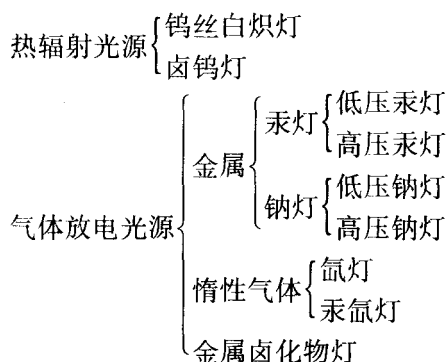 热辐射光源
钨丝白炽灯
卤钨灯
气体放电光源
金属
汞灯
低压汞灯
高压汞灯
钠灯
低压钠灯
高压钠灯
惰性气体
氙灯
汞氙灯
金属卤化物灯